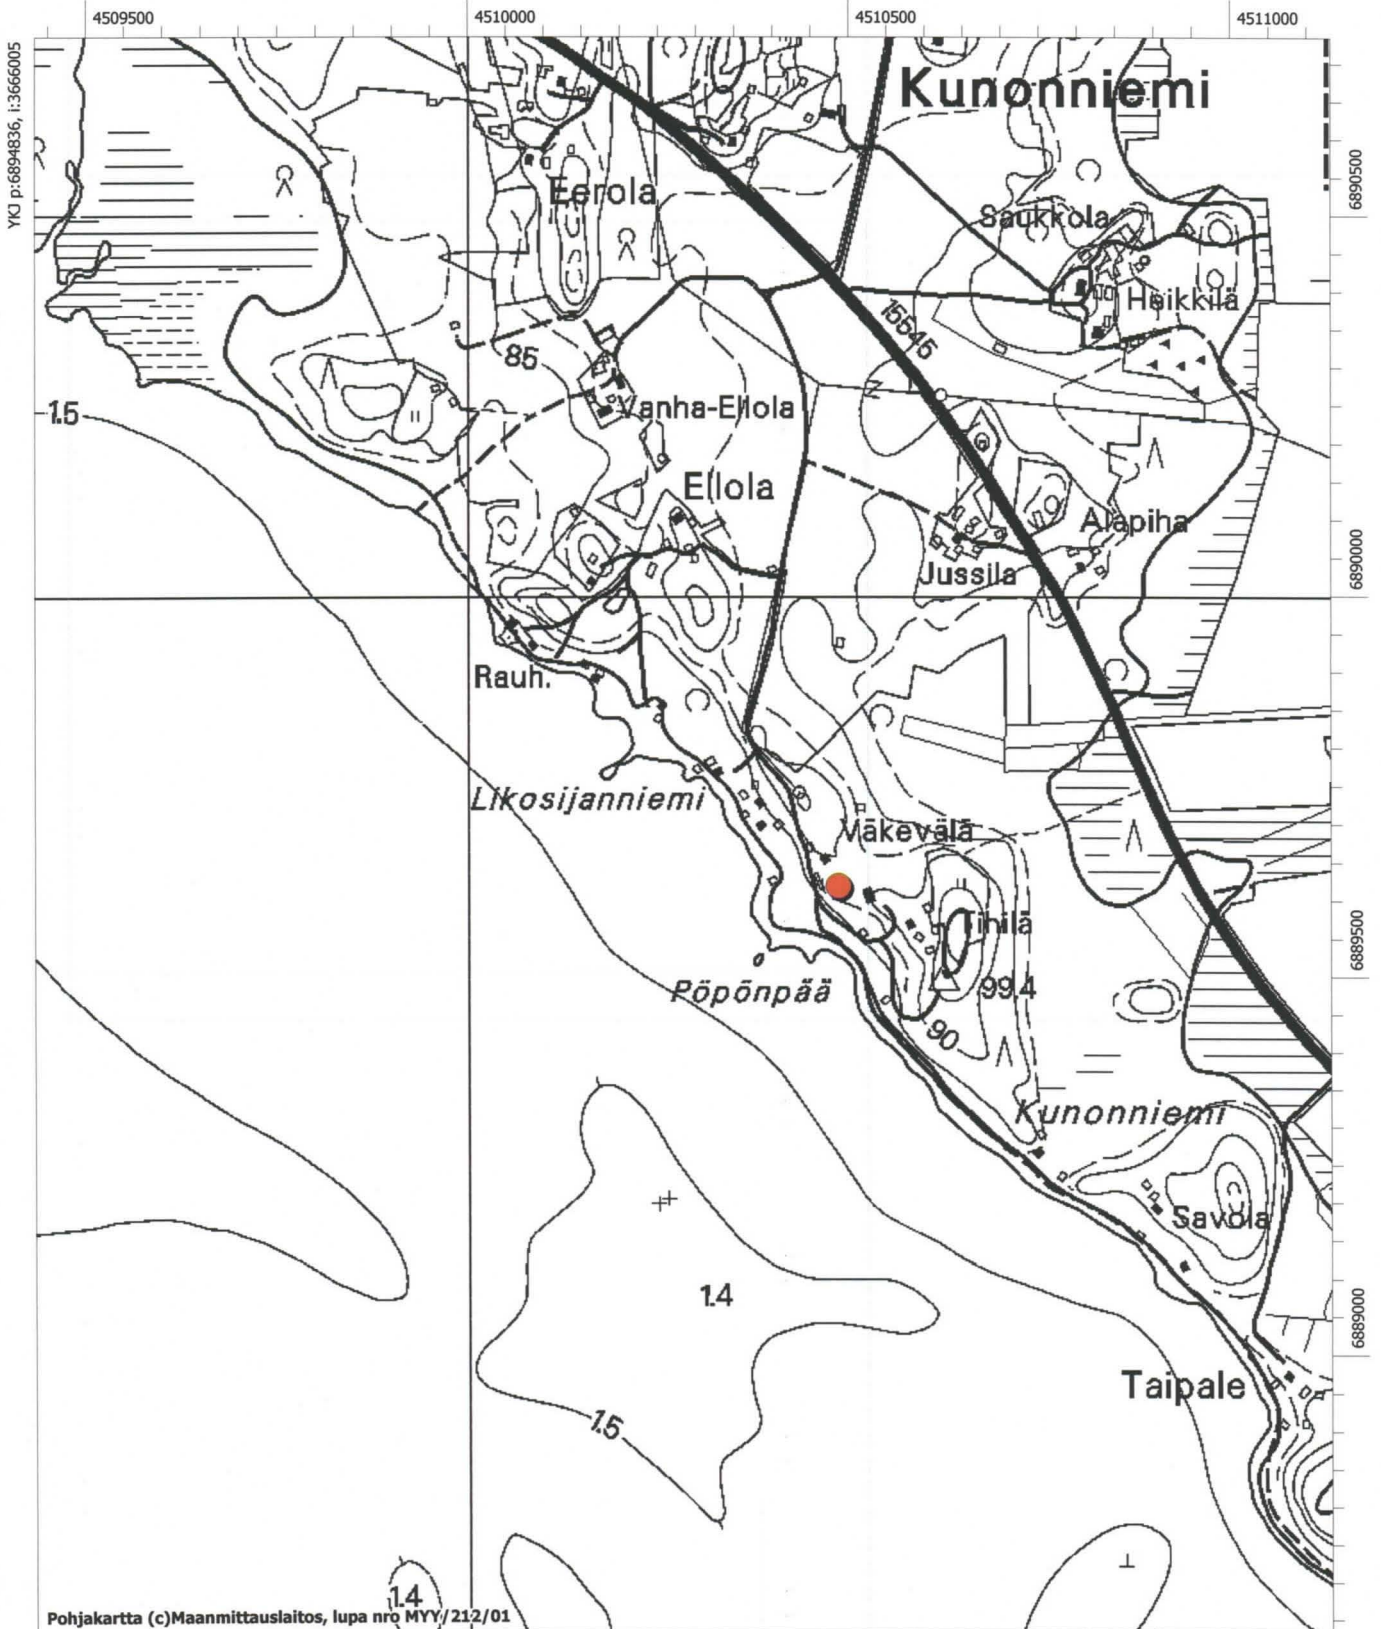 4509500
4510000
4510500
4511000
YKJ p:6894836, i:3666005
Kunonniemi
6890500
Eerola
Saukkola
Heikkilä
15546
85
Vanha-Ellola
1.5
Ellola
Alapiha
Jussila
6890000
Rauh.
Likosijanniemi
Väkevälä
Tihilä
6889500
Pöpönpää
99.4
90
Kunonniemi
Savola
1.4
6889000
Taipale
1.5
1.4
Pohjakartta (c)Maanmittauslaitos, lupa nro MYY/212/01